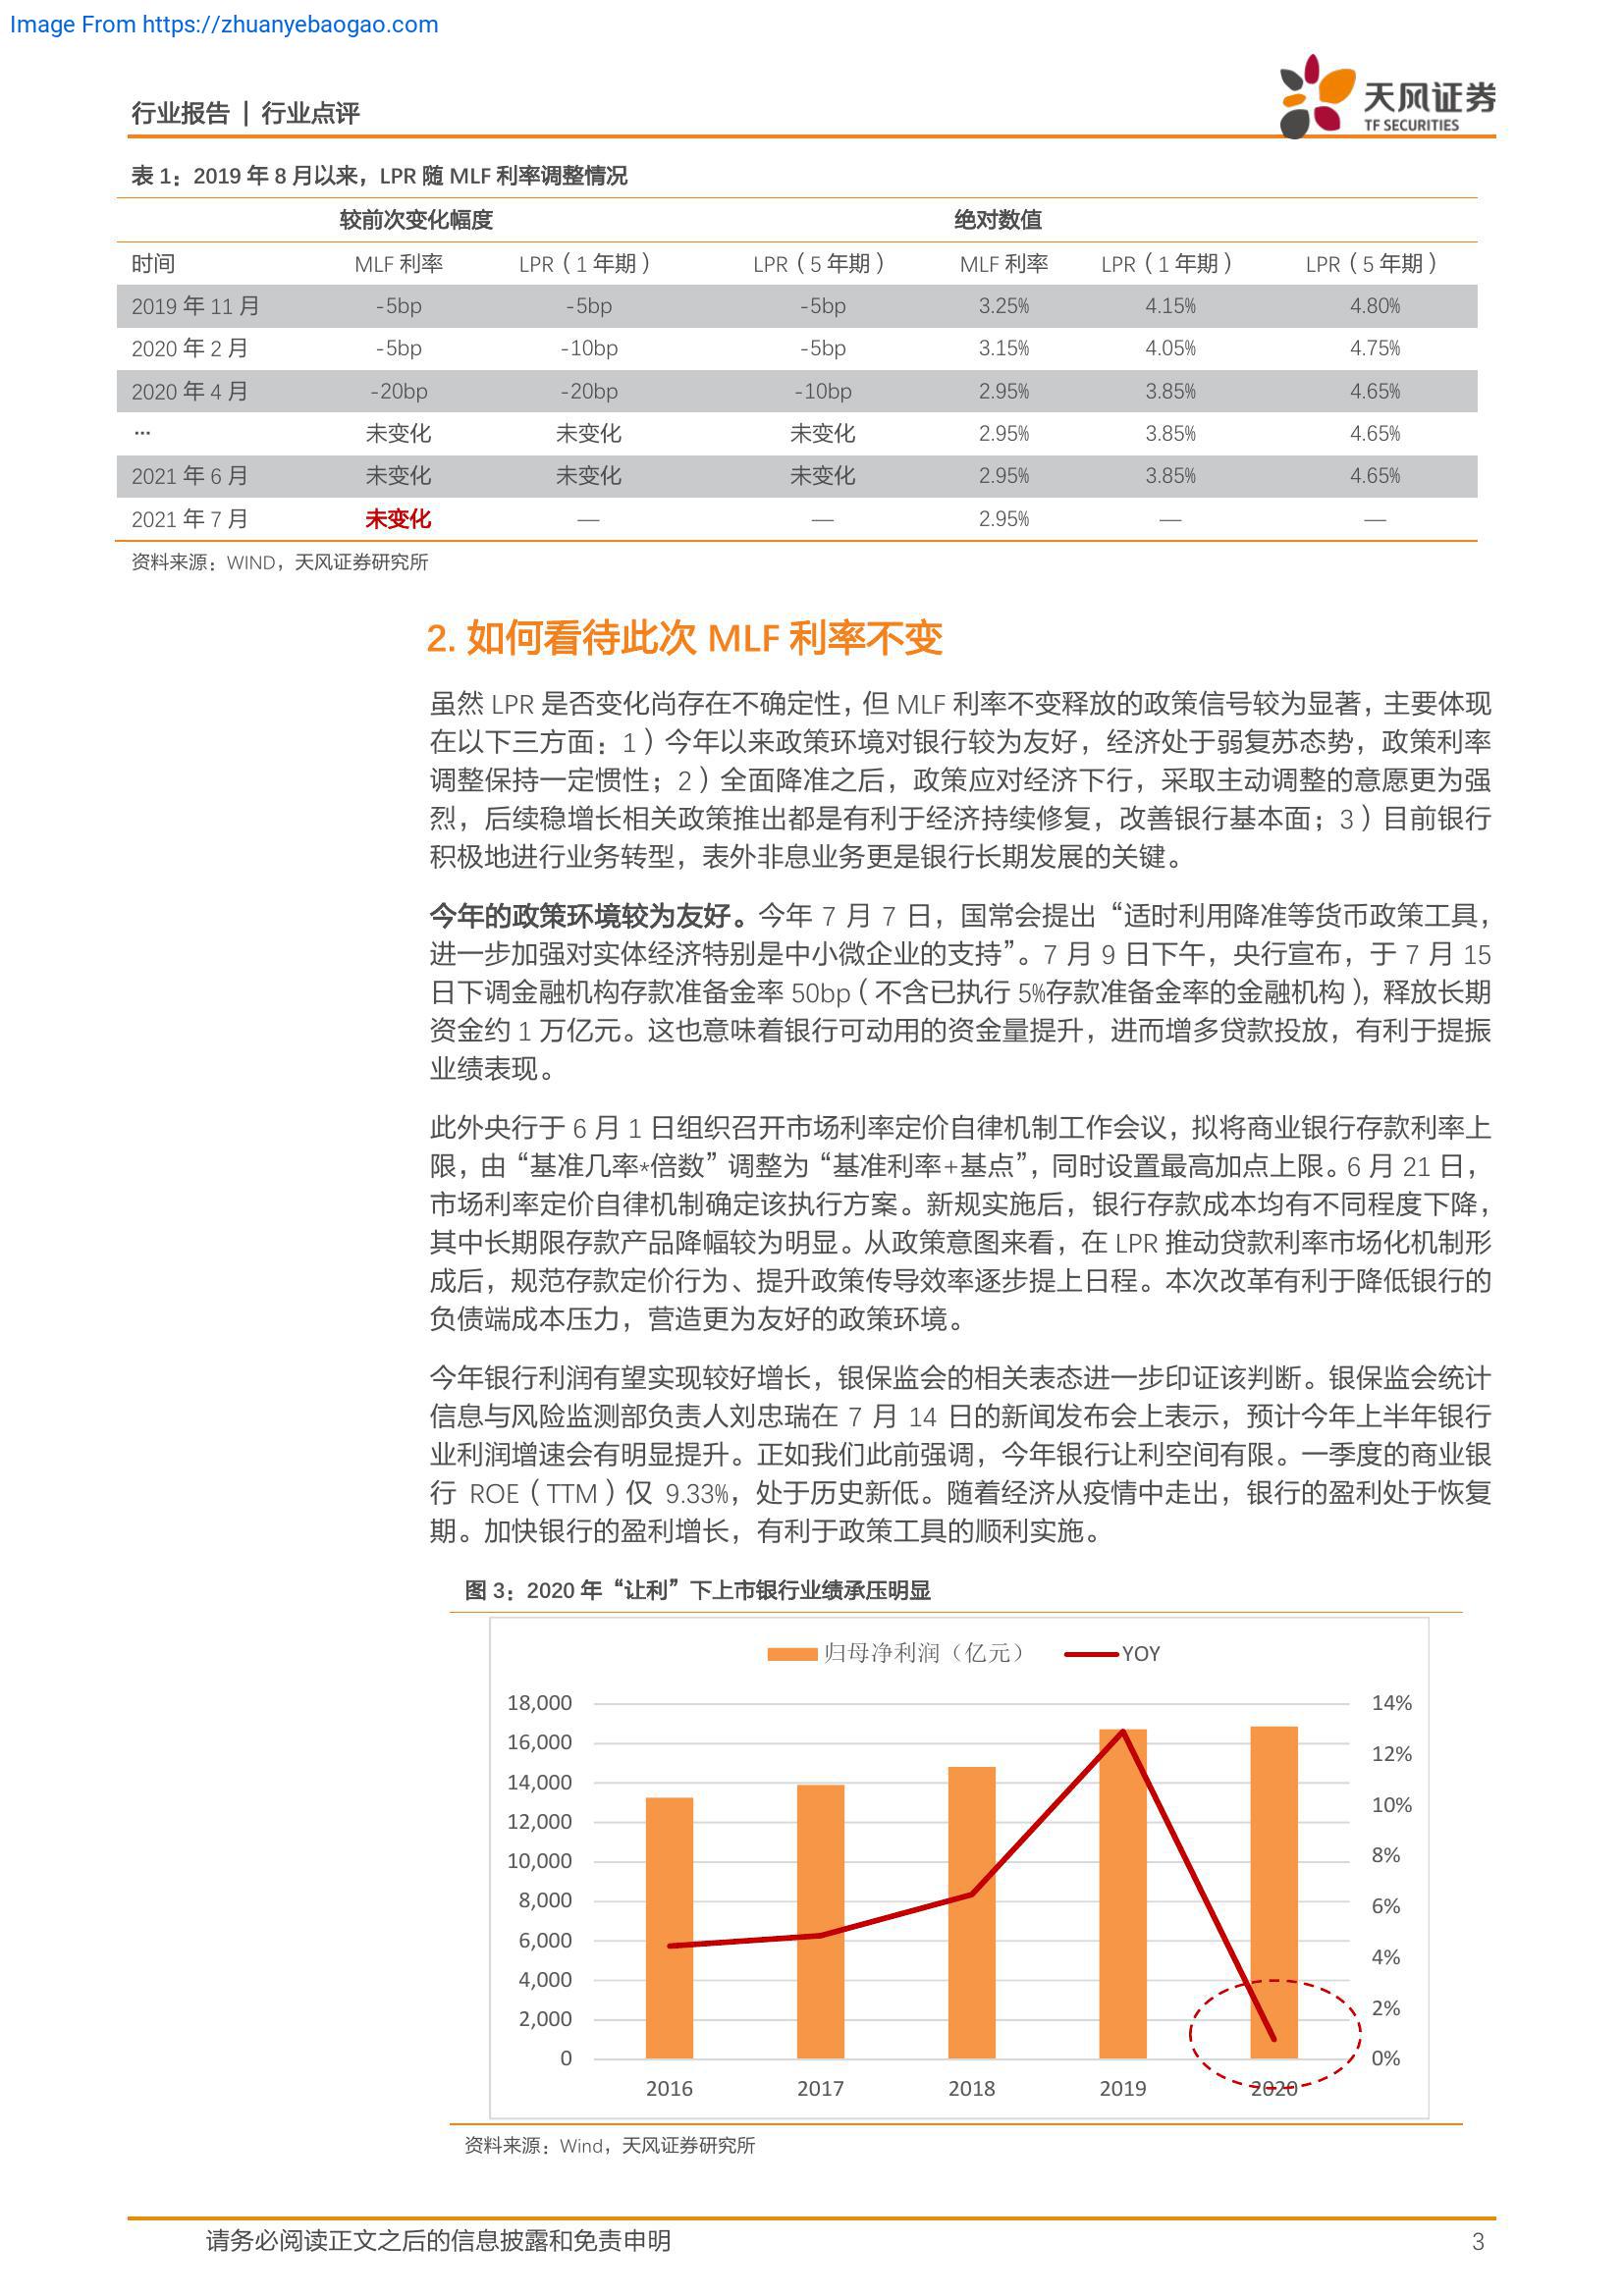 Image From https://zhuanyebaogao.com
行业报告 | 行业点评
天风证券
TF SECURITIES
表 1：2019 年 8 月以来，LPR 随 MLF 利率调整情况
较前次变化幅度 绝对数值
时间 MLF 利率 LPR（1 年期） LPR（5 年期） MLF 利率 LPR（1 年期） LPR（5 年期）
2019 年 11 月 -5bp -5bp -5bp 3.25% 4.15% 4.80%
2020 年 2 月 -5bp -10bp -5bp 3.15% 4.05% 4.75%
2020 年 4 月 -20bp -20bp -10bp 2.95% 3.85% 4.65%
… 未变化 未变化 未变化 2.95% 3.85% 4.65%
2021 年 6 月 未变化 未变化 未变化 2.95% 3.85% 4.65%
2021 年 7 月 未变化 — — 2.95% — —
资料来源：WIND，天风证券研究所
2. 如何看待此次 MLF 利率不变
虽然 LPR 是否变化尚存在不确定性，但 MLF 利率不变释放的政策信号较为显著，主要体现
在以下三方面：1）今年以来政策环境对银行较为友好，经济处于弱复苏态势，政策利率
调整保持一定惯性；2）全面降准之后，政策应对经济下行，采取主动调整的意愿更为强
烈，后续稳增长相关政策推出都是有利于经济持续修复，改善银行基本面；3）目前银行
积极地进行业务转型，表外非息业务更是银行长期发展的关键。
今年的政策环境较为友好。今年 7 月 7 日，国常会提出“适时利用降准等货币政策工具，
进一步加强对实体经济特别是中小微企业的支持”。7 月 9 日下午，央行宣布，于 7 月 15
日下调金融机构存款准备金率 50bp（不含已执行 5%存款准备金率的金融机构），释放长期
资金约 1 万亿元。这也意味着银行可动用的资金量提升，进而增多贷款投放，有利于提振
业绩表现。
此外央行于 6 月 1 日组织召开市场利率定价自律机制工作会议，拟将商业银行存款利率上
限，由“基准几率*倍数”调整为“基准利率+基点”，同时设置最高加点上限。6 月 21 日，
市场利率定价自律机制确定该执行方案。新规实施后，银行存款成本均有不同程度下降，
其中长期限存款产品降幅较为明显。从政策意图来看，在 LPR 推动贷款利率市场化机制形
成后，规范存款定价行为、提升政策传导效率逐步提上日程。本次改革有利于降低银行的
负债端成本压力，营造更为友好的政策环境。
今年银行利润有望实现较好增长，银保监会的相关表态进一步印证该判断。银保监会统计
信息与风险监测部负责人刘忠瑞在 7 月 14 日的新闻发布会上表示，预计今年上半年银行
业利润增速会有明显提升。正如我们此前强调，今年银行让利空间有限。一季度的商业银
行 ROE（TTM）仅 9.33%，处于历史新低。随着经济从疫情中走出，银行的盈利处于恢复
期。加快银行的盈利增长，有利于政策工具的顺利实施。
图 3：2020 年“让利”下上市银行业绩承压明显
归母净利润（亿元） YOY
18,000 14%
16,000 12%
14,000 10%
12,000
10,000 8%
8,000 6%
6,000 4%
4,000 2%
2,000
0 0%
2016 2017 2018 2019 2020
资料来源：Wind，天风证券研究所
请务必阅读正文之后的信息披露和免责申明 3